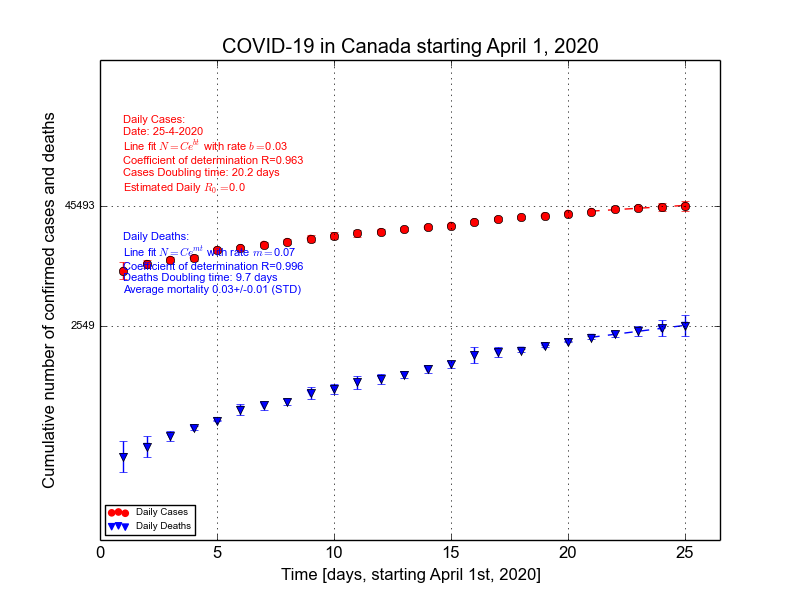 COVID-19 in Canada starting April 1, 2020
Cumulative number of confirmed cases and deaths
Daily Cases:
Date: 25-4-2020
Line fit N = Ce^{bt} with rate b =0.03
Coefficient of determination R=0.963
Cases Doubling time: 20.2 days
Estimated Daily R_0 =0.0
45493
Daily Deaths:
Line fit N = Ce^{mt} with rate m =0.07
Coefficient of determination R=0.996
Deaths Doubling time: 9.7 days
Average mortality 0.03+/-0.01 (STD)
2549
Daily Cases
Daily Deaths
0 5 10 15 20 25
Time [days, starting April 1st, 2020]